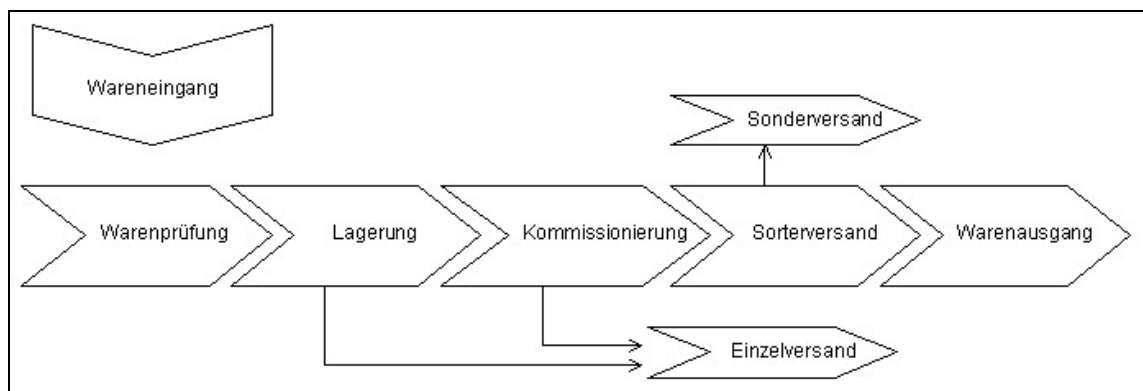 Wareneingang
Sonderversand
Warenprüfung
Lagerung
Kommissionierung
Sorterversand
Warenausgang
Einzelversand